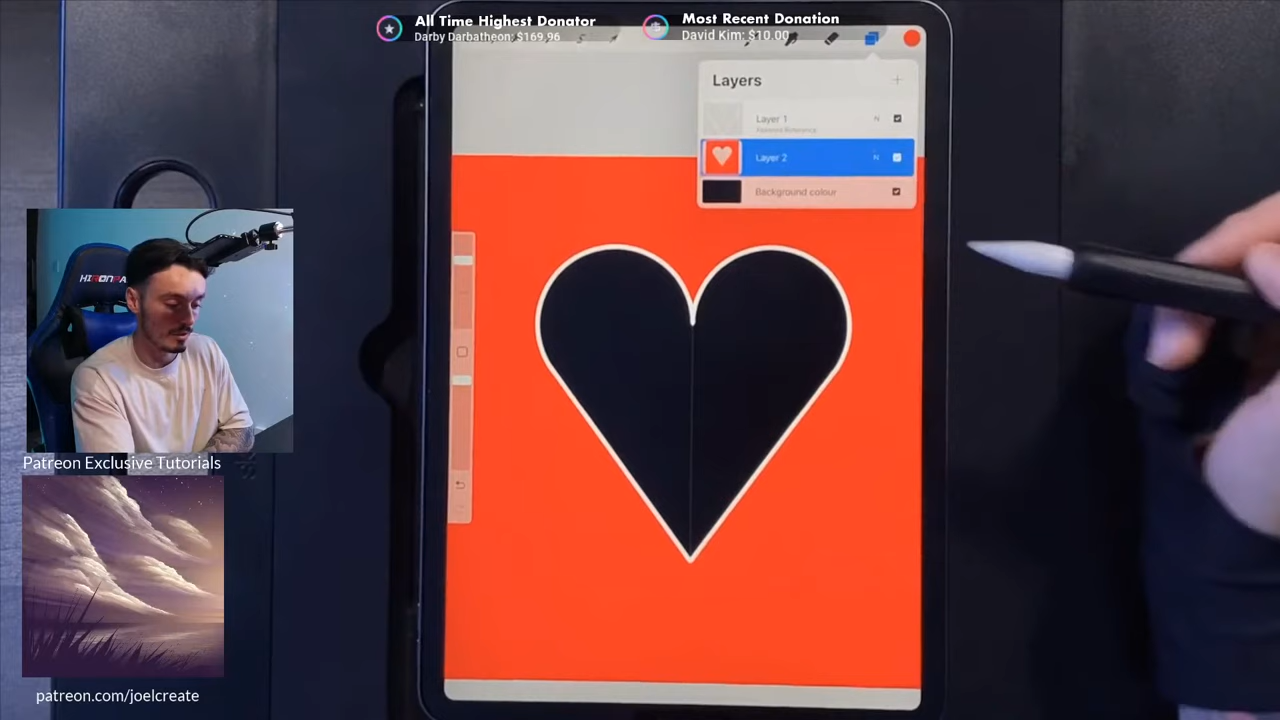 All Time Highest Donator
Darby Darbatheon: $169.96
Most Recent Donation
David Kim: $10.00
Layers
Layer 1
N
Layer 2
N
Background colour
Patreon Exclusive Tutorials
patreon.com/joelcreate